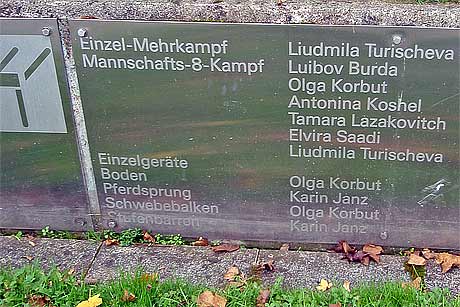 Einzel-Mehrkampf Liudmila Turischeva
Mannschafts-8-Kampf Luibov Burda
Olga Korbut
Antonina Koshel
Tamara Lazakovitch
Elvira Saadi
Liudmila Turischeva
Einzelgeräte
Boden Olga Korbut
Pferdsprung Karin Janz
Schwebebalken Olga Korbut
Stufenbarren Karin Janz